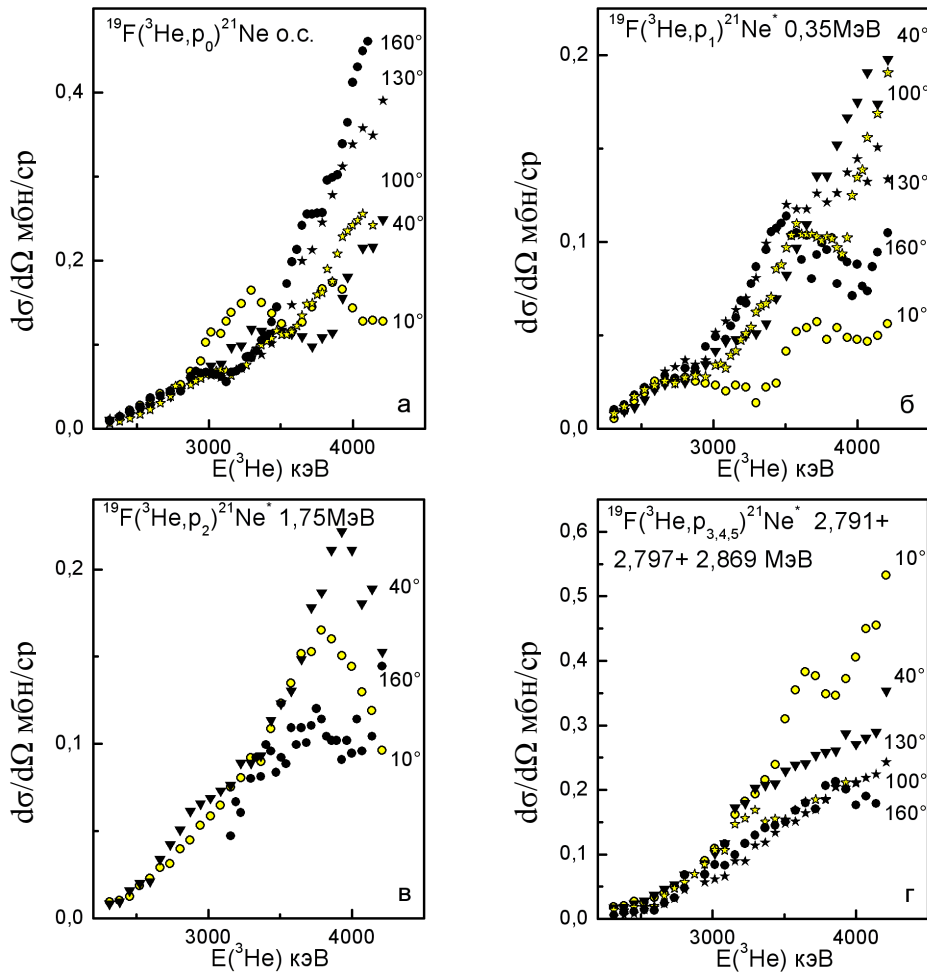 ¹⁹F(³He,p₀)²¹Ne о.с.
160°
130°
100°
40°
10°
0,4
0,2
0,0
dσ/dΩ мбн/ср
3000
4000
E(³He) кэВ
а
¹⁹F(³He,p₁)²¹Ne* 0,35МэВ
40°
100°
130°
160°
10°
0,2
0,1
0,0
dσ/dΩ мбн/ср
3000
4000
E(³He) кэВ
б
¹⁹F(³He,p₂)²¹Ne* 1,75МэВ
40°
160°
10°
0,2
0,1
0,0
dσ/dΩ мбн/ср
3000
4000
E(³He) кэВ
в
¹⁹F(³He,p₃,₄,₅)²¹Ne* 2,791+
2,797+ 2,869 МэВ
10°
40°
130°
100°
160°
0,6
0,5
0,4
0,3
0,2
0,1
0,0
dσ/dΩ мбн/ср
3000
4000
E(³He) кэВ
г